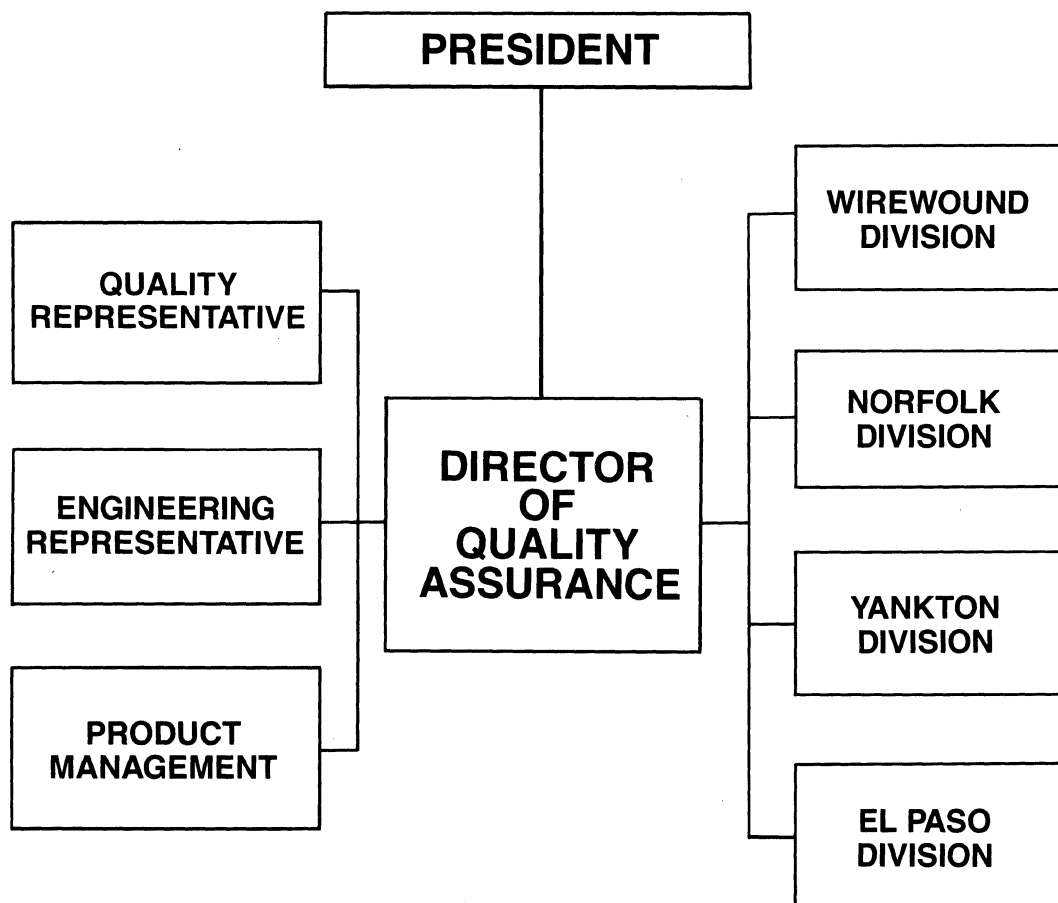 PRESIDENT
QUALITY
REPRESENTATIVE
ENGINEERING
REPRESENTATIVE
PRODUCT
MANAGEMENT
DIRECTOR
OF
QUALITY
ASSURANCE
WIREWOUND
DIVISION
NORFOLK
DIVISION
YANKTON
DIVISION
EL PASO
DIVISION